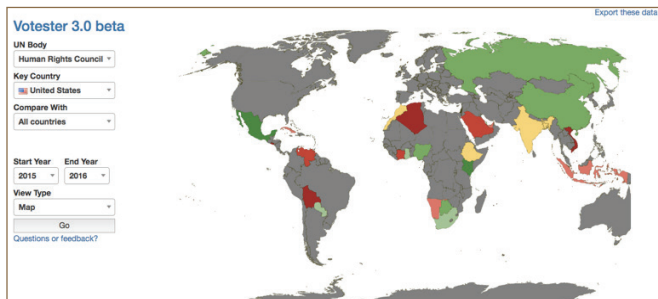 Export these data
Votester 3.0 beta
UN Body
Human Rights Council
Key Country
United States
Compare With
All countries
Start Year End Year
2015 2016
View Type
Map
Go
Questions or feedback?